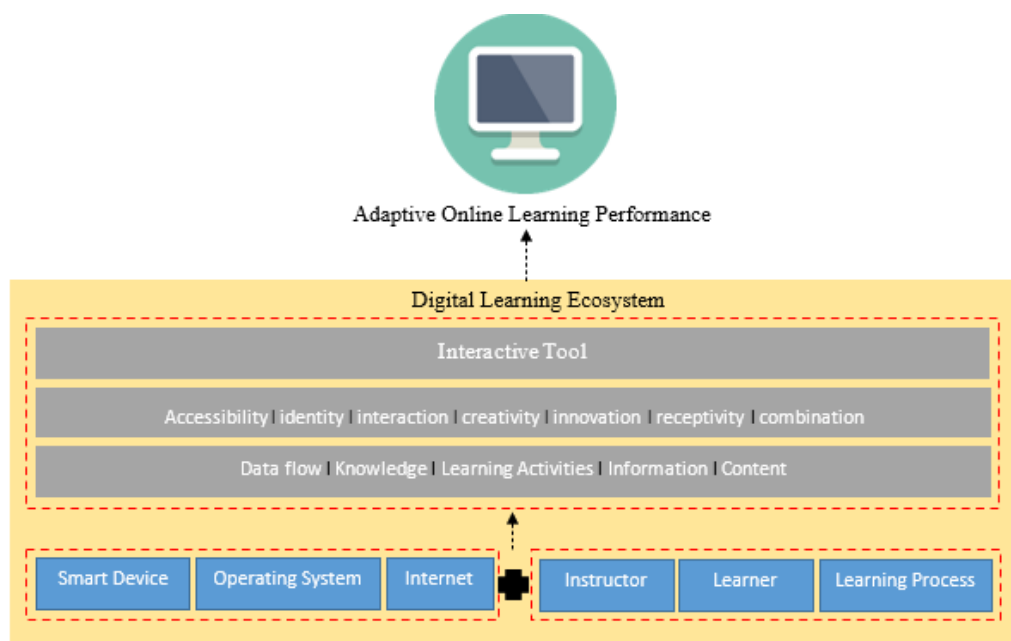 Adaptive Online Learning Performance
Digital Learning Ecosystem
Interactive Tool
Accessibility | identity | interaction | creativity | innovation | receptivity | combination
Data flow | Knowledge | Learning Activities | Information | Content
Smart Device
Operating System
Internet
Instructor
Learner
Learning Process